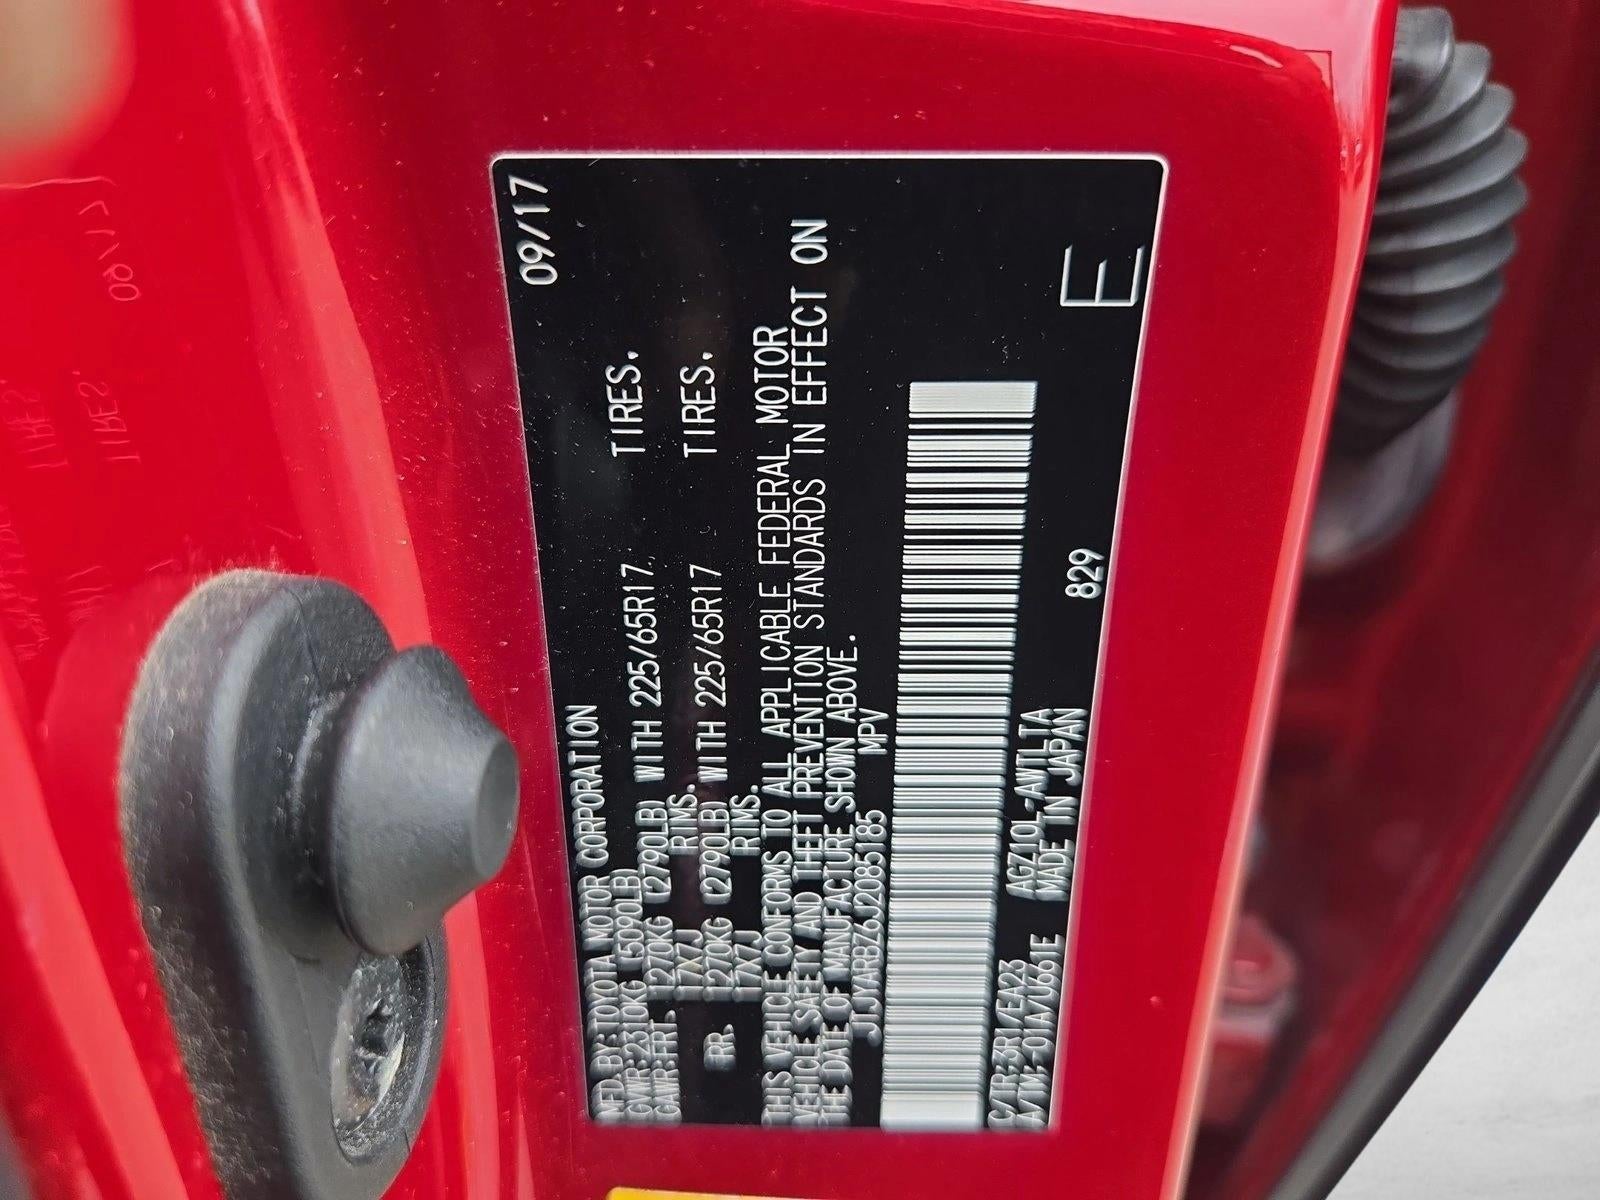 09/17
MFD.BY:TOYOTA MOTOR CORPORATION
GVWR:2310KG (5090LB)
GAWR:FRT. 1270KG (2790LB) WITH 225/65R17 TIRES.
17X7J RIMS.
RR. 1270KG (2790LB) WITH 225/65R17 TIRES.
17X7J RIMS.
THIS VEHICLE CONFORMS TO ALL APPLICABLE FEDERAL MOTOR
VEHICLE SAFETY AND THEFT PREVENTION STANDARDS IN EFFECT ON
THE DATE OF MANUFACTURE SHOWN ABOVE.
JTJYARBZ6J2085185 MPV
C/TR:3R1/EA23 AGZ10L-AWTLTA 829
A/TM:-01A/U661E MADE IN JAPAN
E